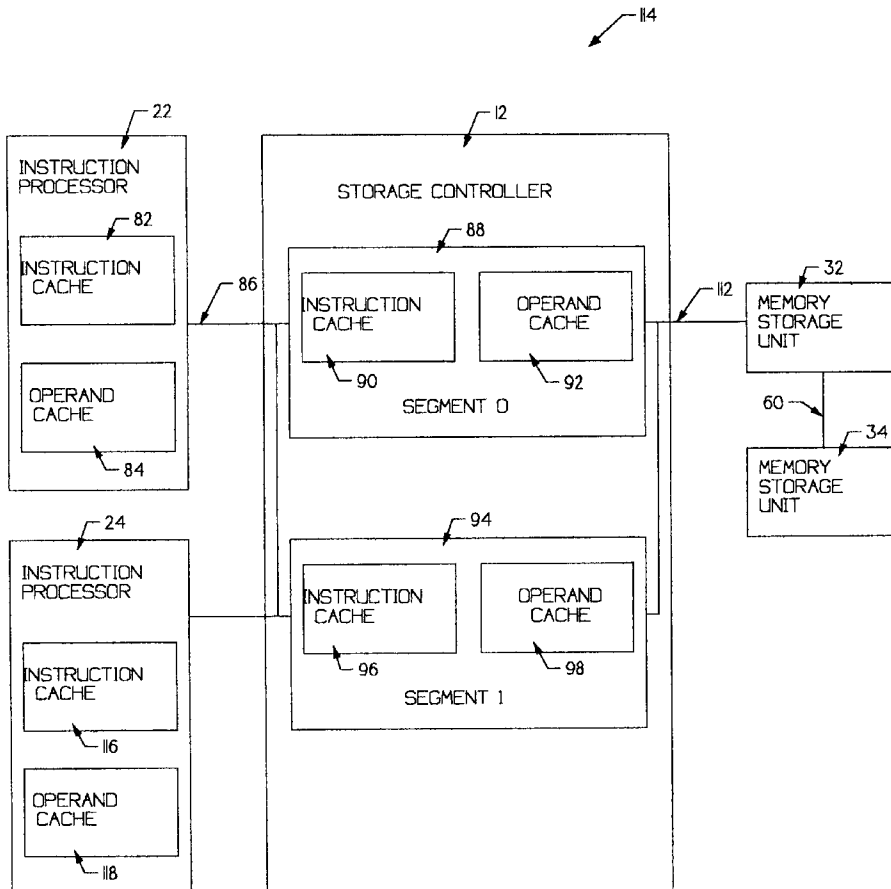 114
22
INSTRUCTION
PROCESSOR
82
INSTRUCTION
CACHE
OPERAND
CACHE
84
86
12
STORAGE CONTROLLER
88
INSTRUCTION
CACHE
90
OPERAND
CACHE
92
SEGMENT 0
112
32
MEMORY
STORAGE
UNIT
60
34
MEMORY
STORAGE
UNIT
24
INSTRUCTION
PROCESSOR
INSTRUCTION
CACHE
116
OPERAND
CACHE
118
94
INSTRUCTION
CACHE
96
OPERAND
CACHE
98
SEGMENT 1